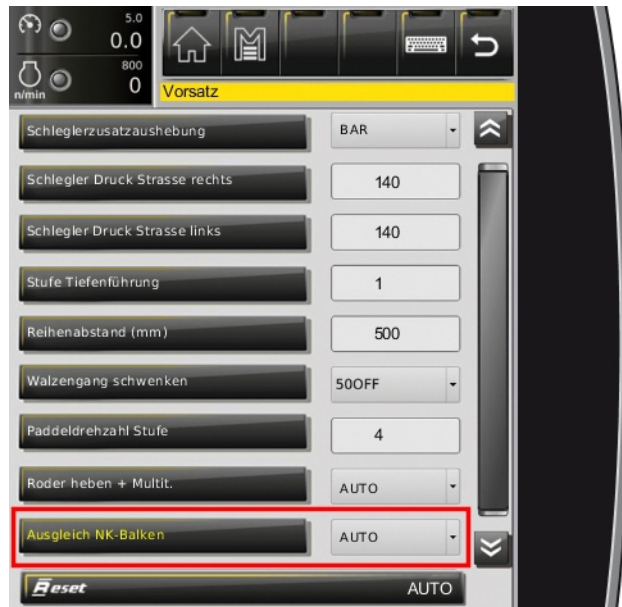 5.0
0.0
800
0
n/min
Vorsatz
Schleglerzusatzaushebung BAR
Schlegler Druck Strasse rechts 140
Schlegler Druck Strasse links 140
Stufe Tiefenführung 1
Reihenabstand (mm) 500
Walzengang schwenken 50OFF
Paddeldrehzahl Stufe 4
Roder heben + Multit. AUTO
Ausgleich NK-Balken AUTO
Reset AUTO